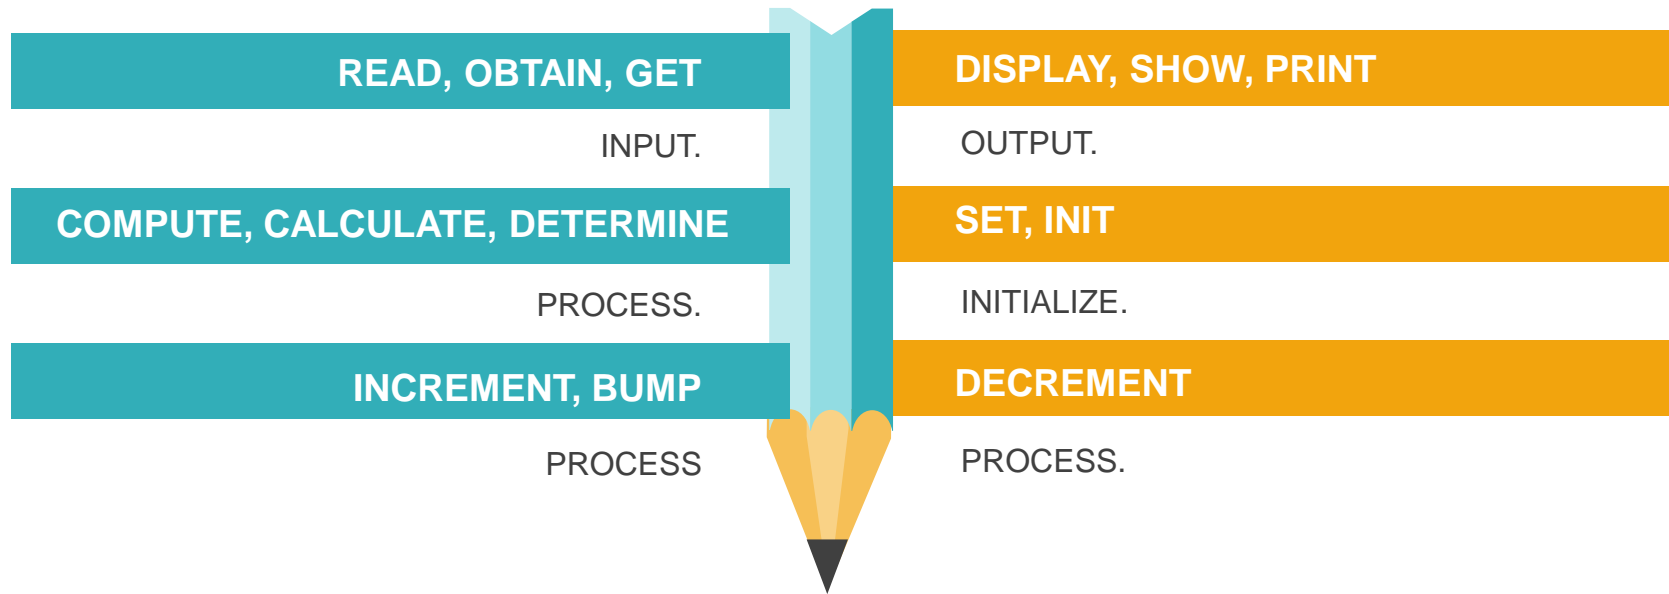 READ, OBTAIN, GET
INPUT.
COMPUTE, CALCULATE, DETERMINE
PROCESS.
INCREMENT, BUMP
PROCESS
DISPLAY, SHOW, PRINT
OUTPUT.
SET, INIT
INITIALIZE.
DECREMENT
PROCESS.